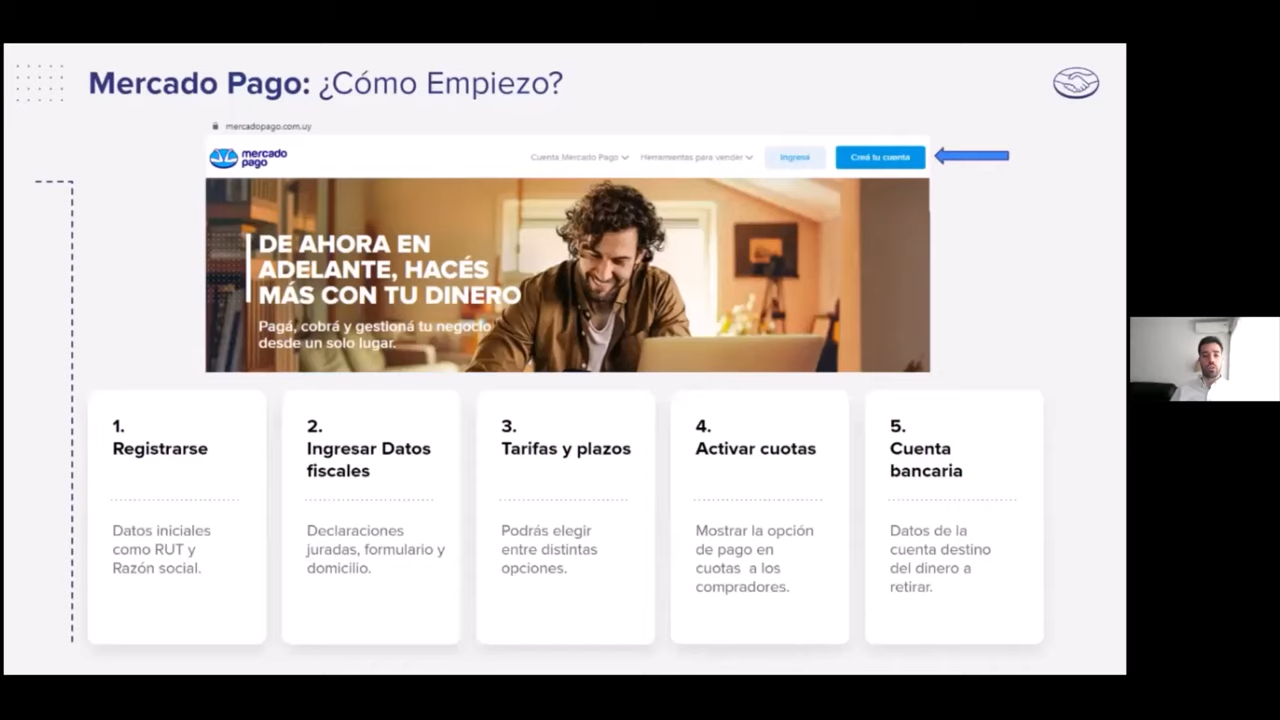 Mercado Pago: ¿Cómo Empiezo?
mercadopago.com.uy
mercado
pago
Cuenta Mercado Pago
Herramientas para vender
Ingresa
Creá tu cuenta
DE AHORA EN
ADELANTE, HACÉS
MÁS CON TU DINERO
Pagá, cobrá y gestioná tu negocio
desde un solo lugar.
1.
Registrarse
Datos iniciales
como RUT y
Razón social.
2.
Ingresar Datos
fiscales
Declaraciones
juradas, formulario y
domicilio.
3.
Tarifas y plazos
Podrás elegir
entre distintas
opciones.
4.
Activar cuotas
Mostrar la opción
de pago en
cuotas a los
compradores.
5.
Cuenta
bancaria
Datos de la
cuenta destino
del dinero a
retirar.